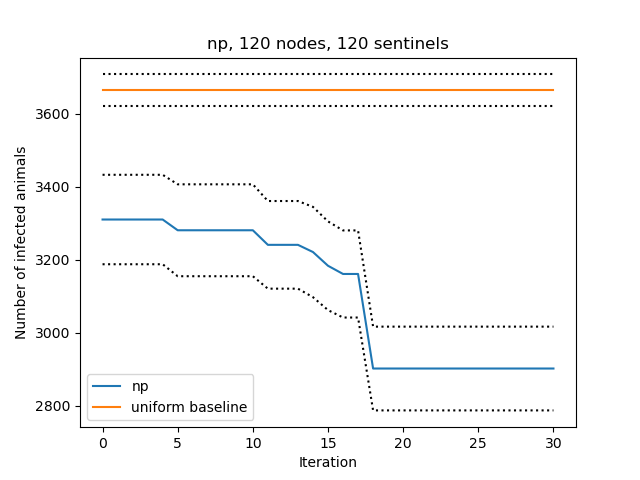 np, 120 nodes, 120 sentinels
Number of infected animals
3600
3400
3200
3000
2800
np
uniform baseline
0 5 10 15 20 25 30
Iteration